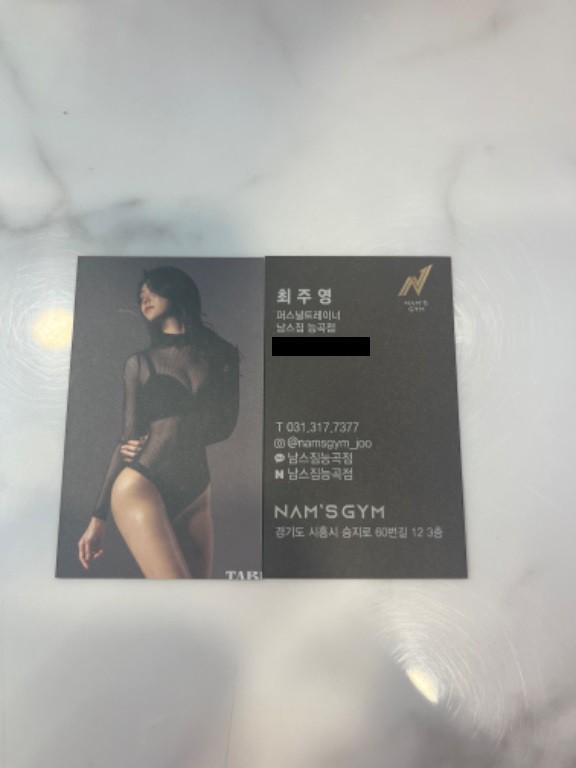 최주영
퍼스널트레이너
남스짐 능곡점
NAM'S
GYM
T 031.317.7377
@namsgym_joo
남스짐능곡점
N 남스짐능곡점
NAM'S GYM
경기도 시흥시 승지로 60번길 12 3층